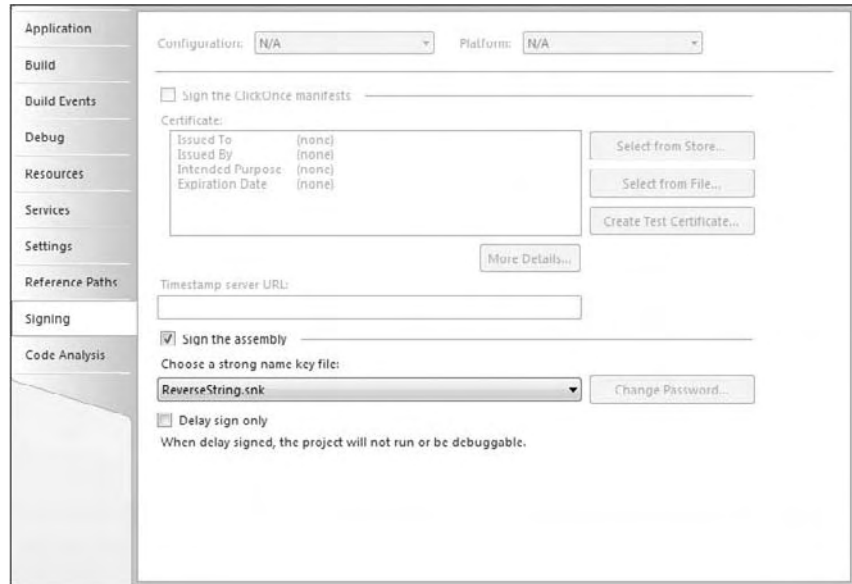 Application
Build
Build Events
Debug
Resources
Services
Settings
Reference Paths
Signing
Code Analysis
Configuration: N/A Platform: N/A
Sign the ClickOnce manifests
Certificate:
Issued To (none)
Issued By (none)
Intended Purpose (none)
Expiration Date (none)
Select from Store...
Select from File...
Create Test Certificate...
More Details...
Timestamp server URL:
Sign the assembly
Choose a strong name key file:
ReverseString.snk Change Password...
Delay sign only
When delay signed, the project will not run or be debuggable.